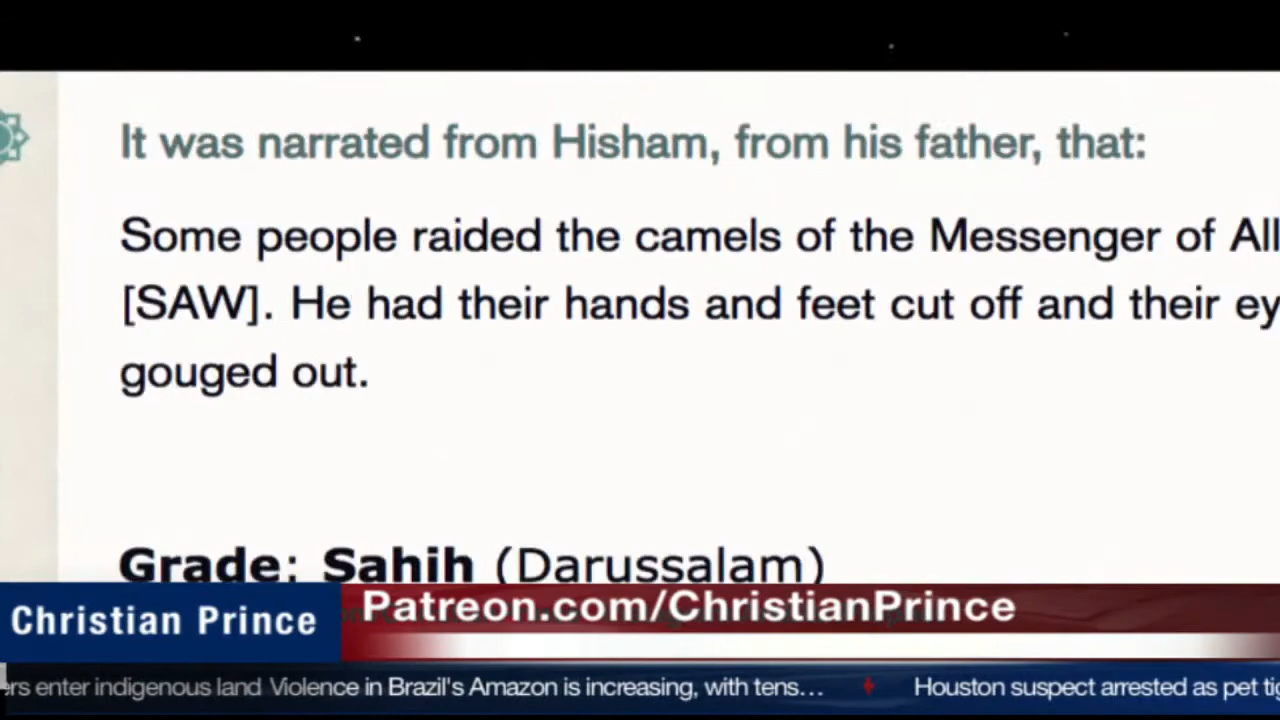 It was narrated from Hisham, from his father, that:
Some people raided the camels of the Messenger of All
[SAW]. He had their hands and feet cut off and their ey
gouged out.
Grade: Sahih (Darussalam)
Christian Prince
Patreon.com/ChristianPrince
ers enter indigenous land Violence in Brazil's Amazon is increasing, with tens... Houston suspect arrested as pet tig